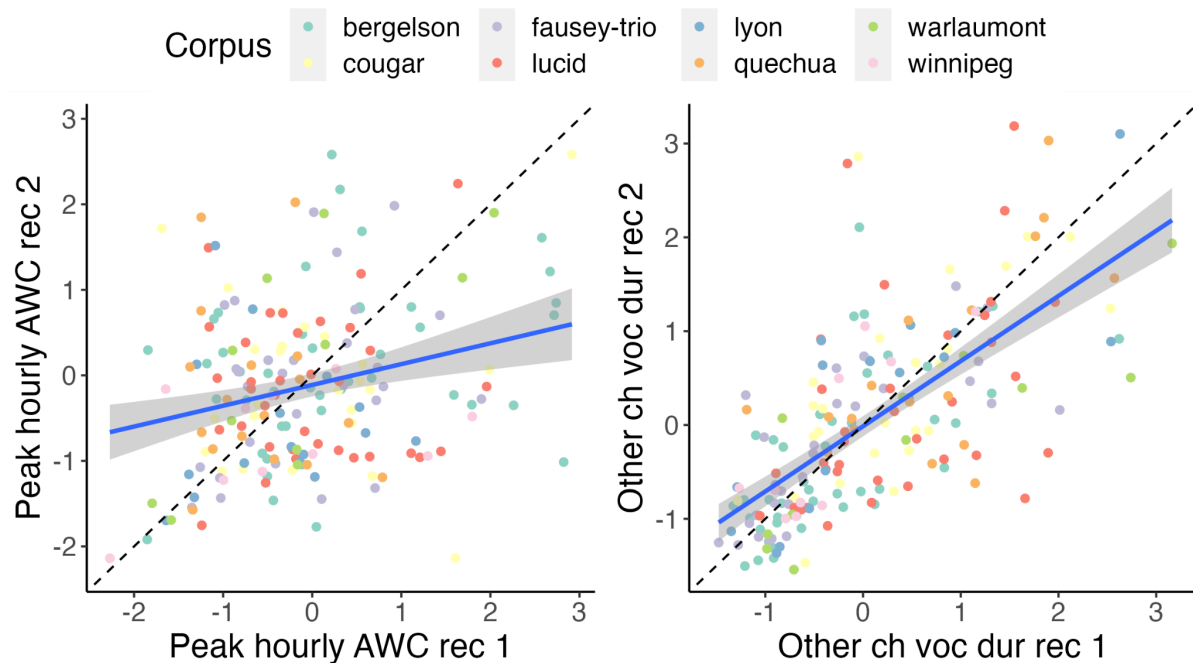 Corpus
bergelson fausey-trio lyon warlaumont
cougar lucid quechua winnipeg
Peak hourly AWC rec 2
3
2
1
0
-1
-2
-2 -1 0 1 2 3
Peak hourly AWC rec 1
Other ch voc dur rec 2
3
2
1
0
-1
-1 0 1 2 3
Other ch voc dur rec 1